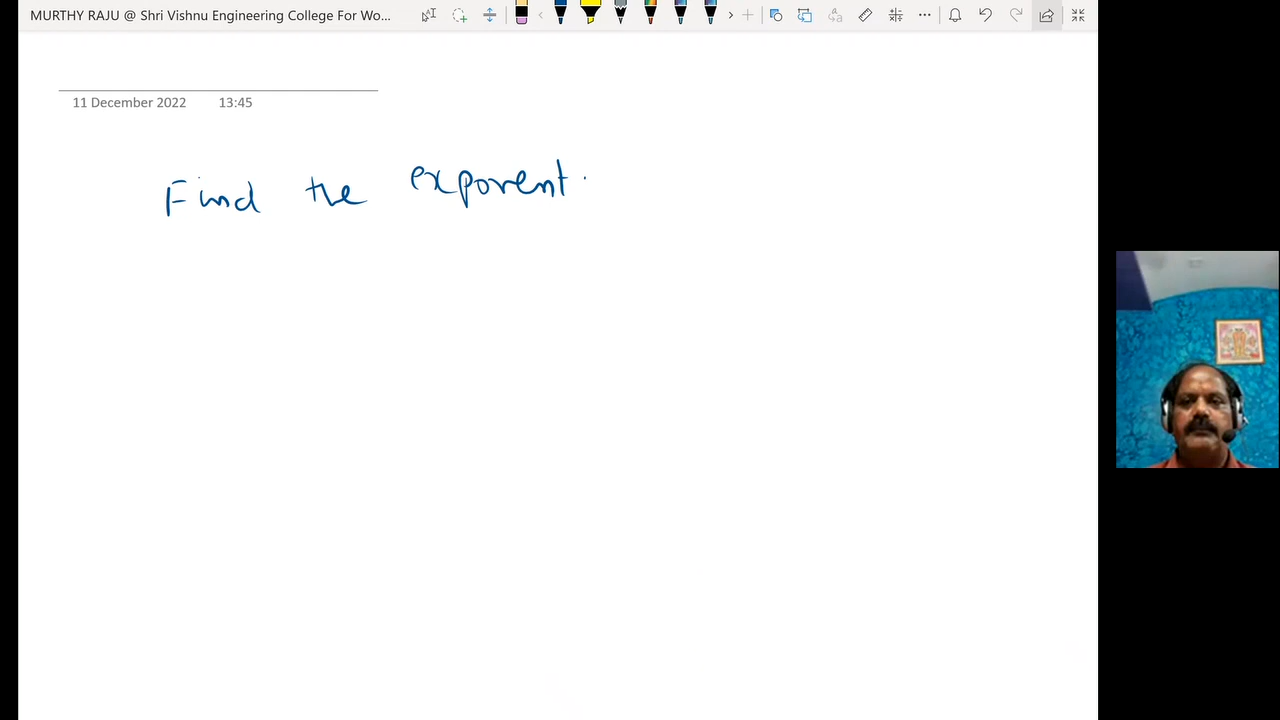 MURTHY RAJU @ Shri Vishnu Engineering College For Wo...
11 December 2022 13:45
Find the exponent.